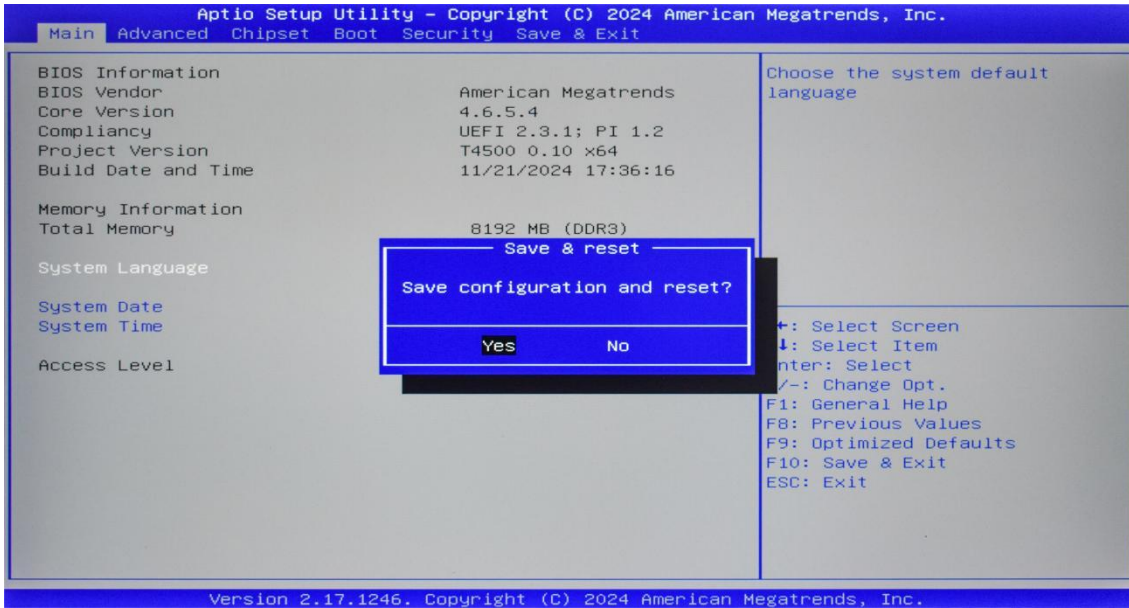 Aptio Setup Utility – Copyright (C) 2024 American Megatrends, Inc.
Main Advanced Chipset Boot Security Save & Exit
BIOS Information
BIOS Vendor American Megatrends
Core Version 4.6.5.4
Compliancy UEFI 2.3.1; PI 1.2
Project Version T4500 0.10 x64
Build Date and Time 11/21/2024 17:36:16
Memory Information
Total Memory 8192 MB (DDR3)
System Language
System Date
System Time
Access Level
Save & reset
Save configuration and reset?
Yes No
Choose the system default
language
←: Select Screen
↓: Select Item
nter: Select
/-: Change Opt.
F1: General Help
F8: Previous Values
F9: Optimized Defaults
F10: Save & Exit
ESC: Exit
Version 2.17.1246. Copyright (C) 2024 American Megatrends, Inc.